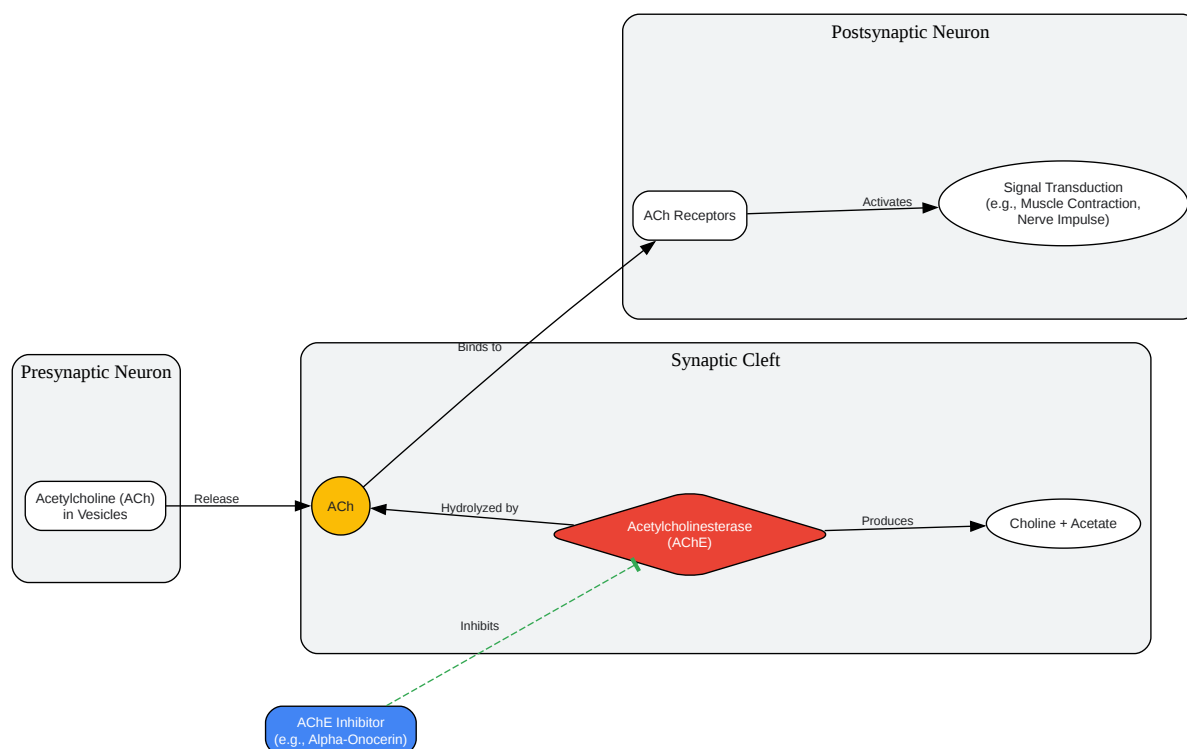 Postsynaptic Neuron
Signal Transduction
(e.g., Muscle Contraction,
Nerve Impulse)
Activates
ACh Receptors
Binds to
Synaptic Cleft
Presynaptic Neuron
Acetylcholine (ACh)
in Vesicles
Release
ACh
Hydrolyzed by
Acetylcholinesterase
(AChE)
Produces
Choline + Acetate
Inhibits
AChE Inhibitor
(e.g., Alpha-Onocerin)